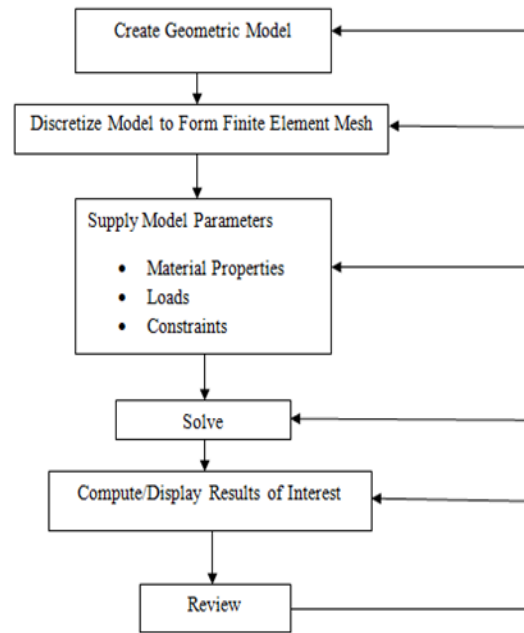 Create Geometric Model
Discretize Model to Form Finite Element Mesh
Supply Model Parameters
• Material Properties
• Loads
• Constraints
Solve
Compute/Display Results of Interest
Review